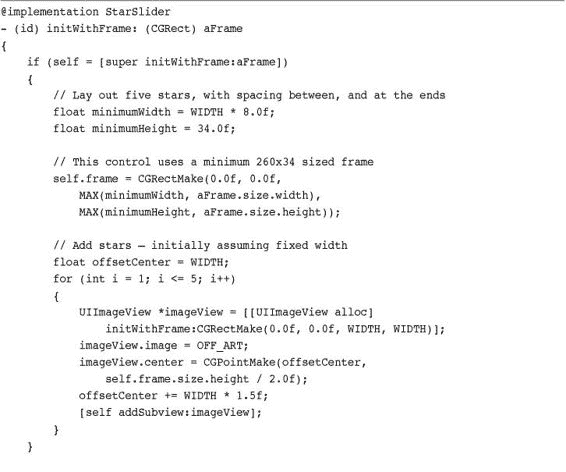 @implementation StarSlider
- (id) initWithFrame: (CGRect) aFrame
{
    if (self = [super initWithFrame:aFrame])
    {
        // Lay out five stars, with spacing between, and at the ends
        float minimumWidth = WIDTH * 8.0f;
        float minimumHeight = 34.0f;

        // This control uses a minimum 260x34 sized frame
        self.frame = CGRectMake(0.0f, 0.0f,
            MAX(minimumWidth, aFrame.size.width),
            MAX(minimumHeight, aFrame.size.height));

        // Add stars — initially assuming fixed width
        float offsetCenter = WIDTH;
        for (int i = 1; i <= 5; i++)
        {
            UIImageView *imageView = [[UIImageView alloc]
                initWithFrame:CGRectMake(0.0f, 0.0f, WIDTH, WIDTH)];
            imageView.image = OFF_ART;
            imageView.center = CGPointMake(offsetCenter,
                self.frame.size.height / 2.0f);
            offsetCenter += WIDTH * 1.5f;
            [self addSubview:imageView];
        }
    }